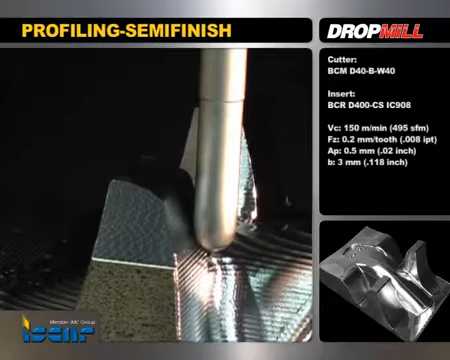 PROFILING-SEMIFINISH
DROPMILL
Cutter:
BCM D40-B-W40
Insert:
BCR D400-CS IC908
Vc: 150 m/min (495 sfm)
Fz: 0.2 mm/tooth (.008 ipt)
Ap: 0.5 mm (.02 inch)
b: 3 mm (.118 inch)
Member IMC Group
iscar